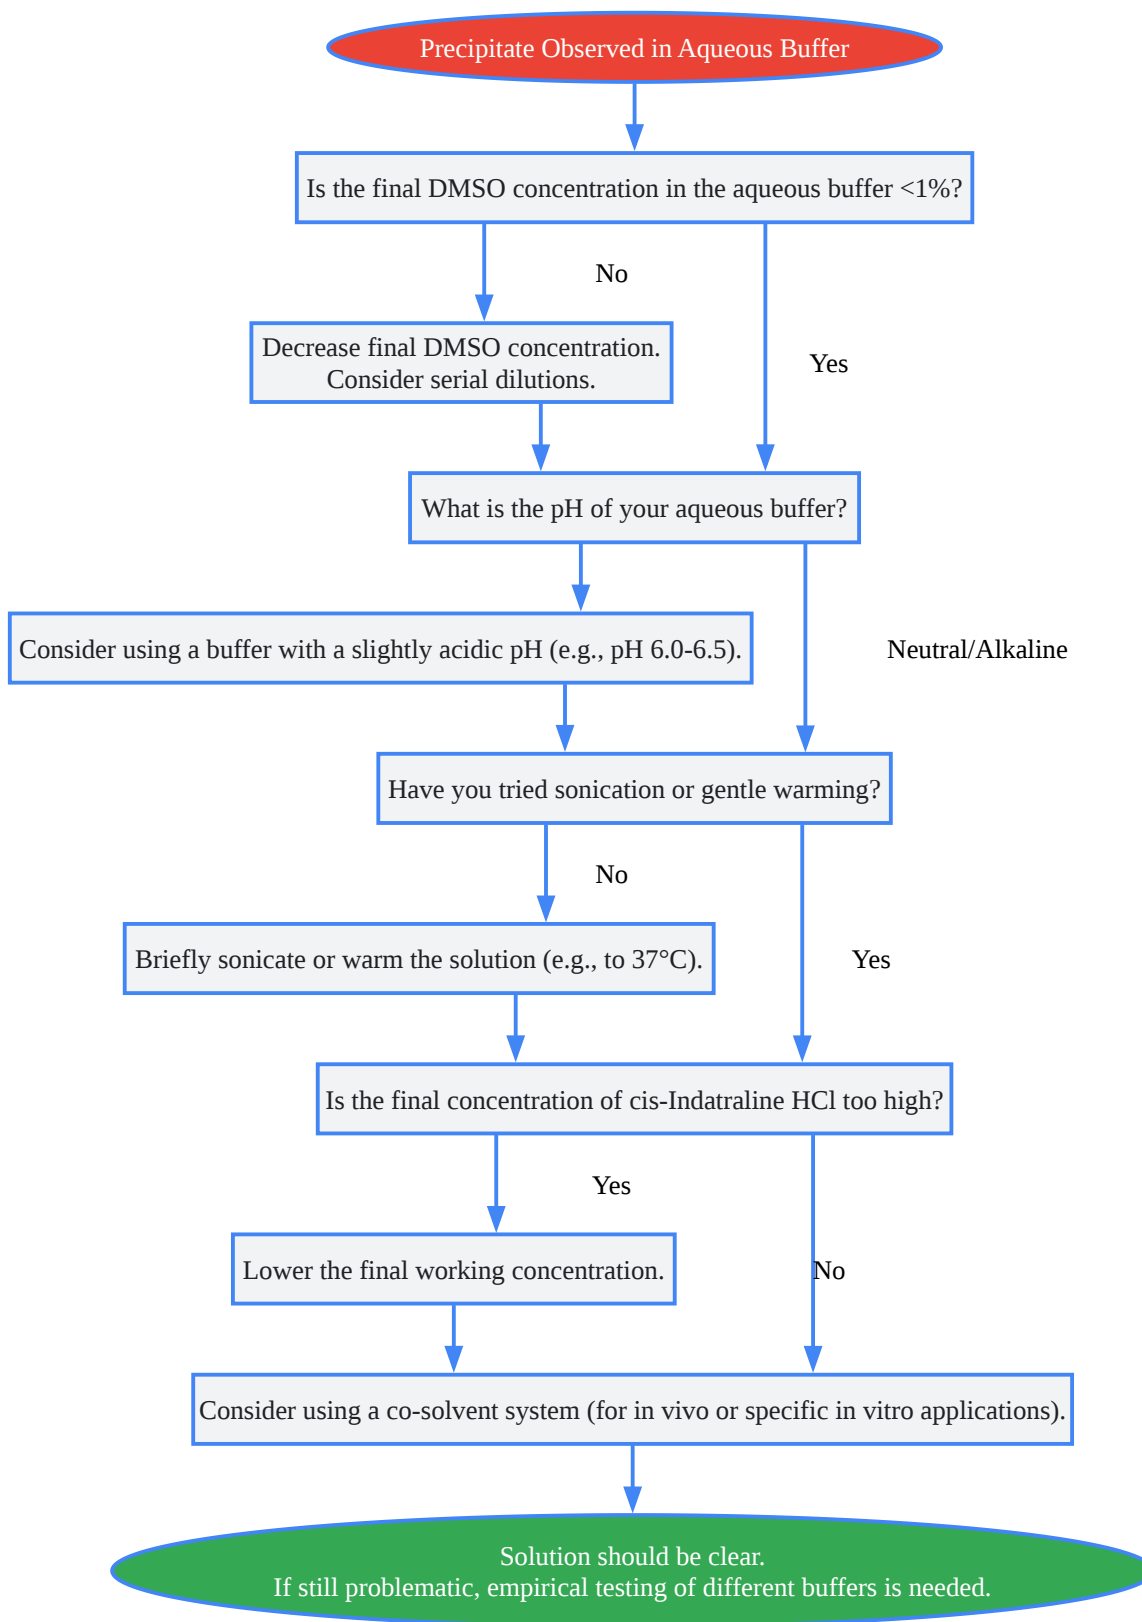 Precipitate Observed in Aqueous Buffer
Is the final DMSO concentration in the aqueous buffer <1%?
No
Decrease final DMSO concentration.
Consider serial dilutions.
Yes
What is the pH of your aqueous buffer?
Consider using a buffer with a slightly acidic pH (e.g., pH 6.0-6.5).
Neutral/Alkaline
Have you tried sonication or gentle warming?
No
Briefly sonicate or warm the solution (e.g., to 37°C).
Yes
Is the final concentration of cis-Indatraline HCl too high?
Yes
Lower the final working concentration.
No
Consider using a co-solvent system (for in vivo or specific in vitro applications).
Solution should be clear.
If still problematic, empirical testing of different buffers is needed.